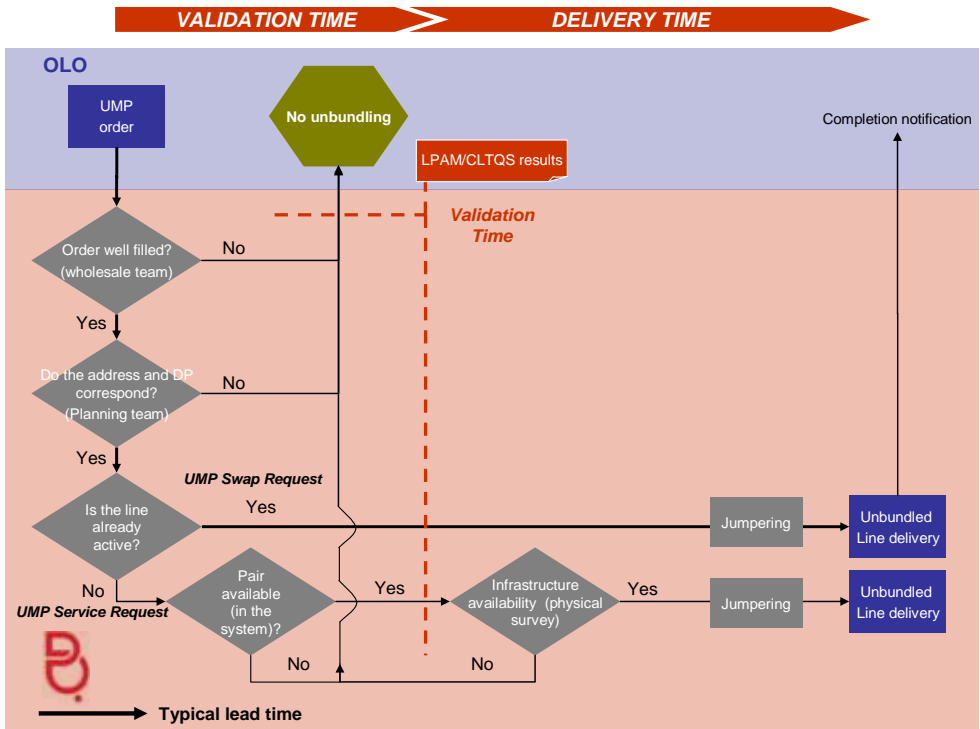 VALIDATION TIME
DELIVERY TIME
OLO
UMP
order
No unbundling
Completion notification
LPAM/CLTQS results
Validation
Time
Order well filled?
(wholesale team)
No
Yes
Do the address and DP
correspond?
(Planning team)
No
Yes
UMP Swap Request
Is the line
already
active?
Yes
Jumpering
Unbundled
Line delivery
No
UMP Service Request
Pair
available
(in the
system)?
Yes
Infrastructure
availability (physical
survey)
Yes
Jumpering
Unbundled
Line delivery
No
No
Typical lead time